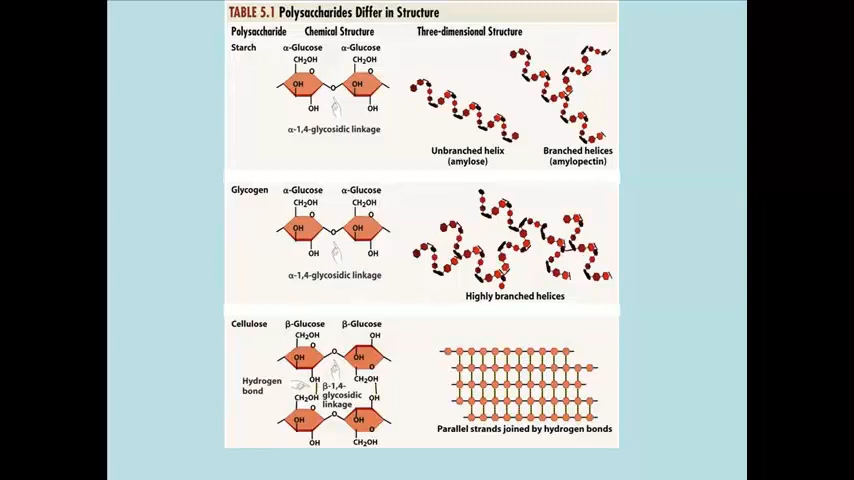 TABLE 5.1 Polysaccharides Differ in Structure
Polysaccharide Chemical Structure Three-dimensional Structure
Starch α-Glucose α-Glucose
CH₂OH CH₂OH
O O
OH O OH
OH OH
α-1,4-glycosidic linkage
Unbranched helix
(amylose)
Branched helices
(amylopectin)
Glycogen α-Glucose α-Glucose
CH₂OH CH₂OH
O O
OH O OH
OH OH
α-1,4-glycosidic linkage
Highly branched helices
Cellulose β-Glucose β-Glucose
CH₂OH OH
O O
OH OH
OH O CH₂OH
Hydrogen
bond
β-1,4-
glycosidic
linkage
CH₂OH OH OH
O O
OH OH
OH O CH₂OH
Parallel strands joined by hydrogen bonds